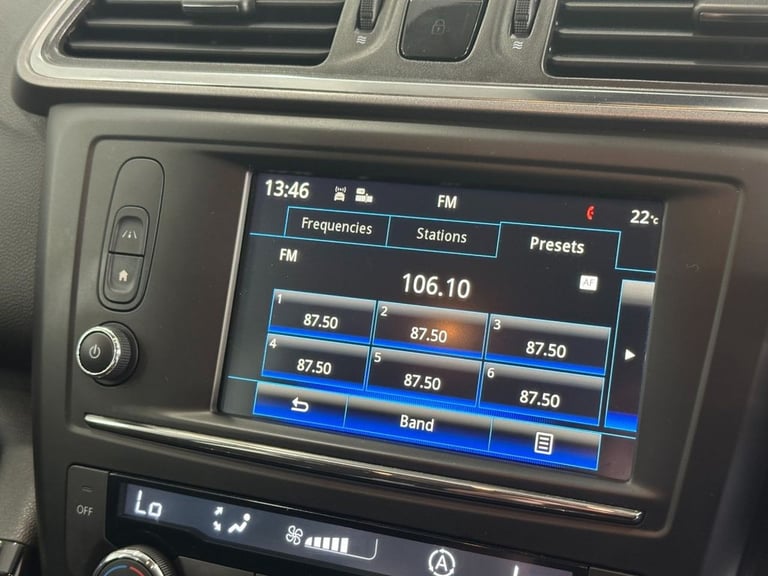 13:46 FM 22°c
Frequencies Stations Presets
FM
106.10 AF
1 87.50 2 87.50 3 87.50
4 87.50 5 87.50 6 87.50
Band
OFF Lo A